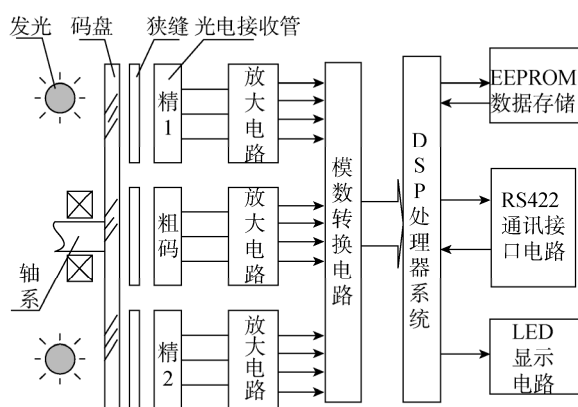 发光 码盘 狭缝 光电接收管
精1
放大电路
粗码
放大电路
精2
放大电路
轴系
模数转换电路
DSP处理器系统
EEPROM
数据存储
RS422
通讯接
口电路
LED
显示
电路